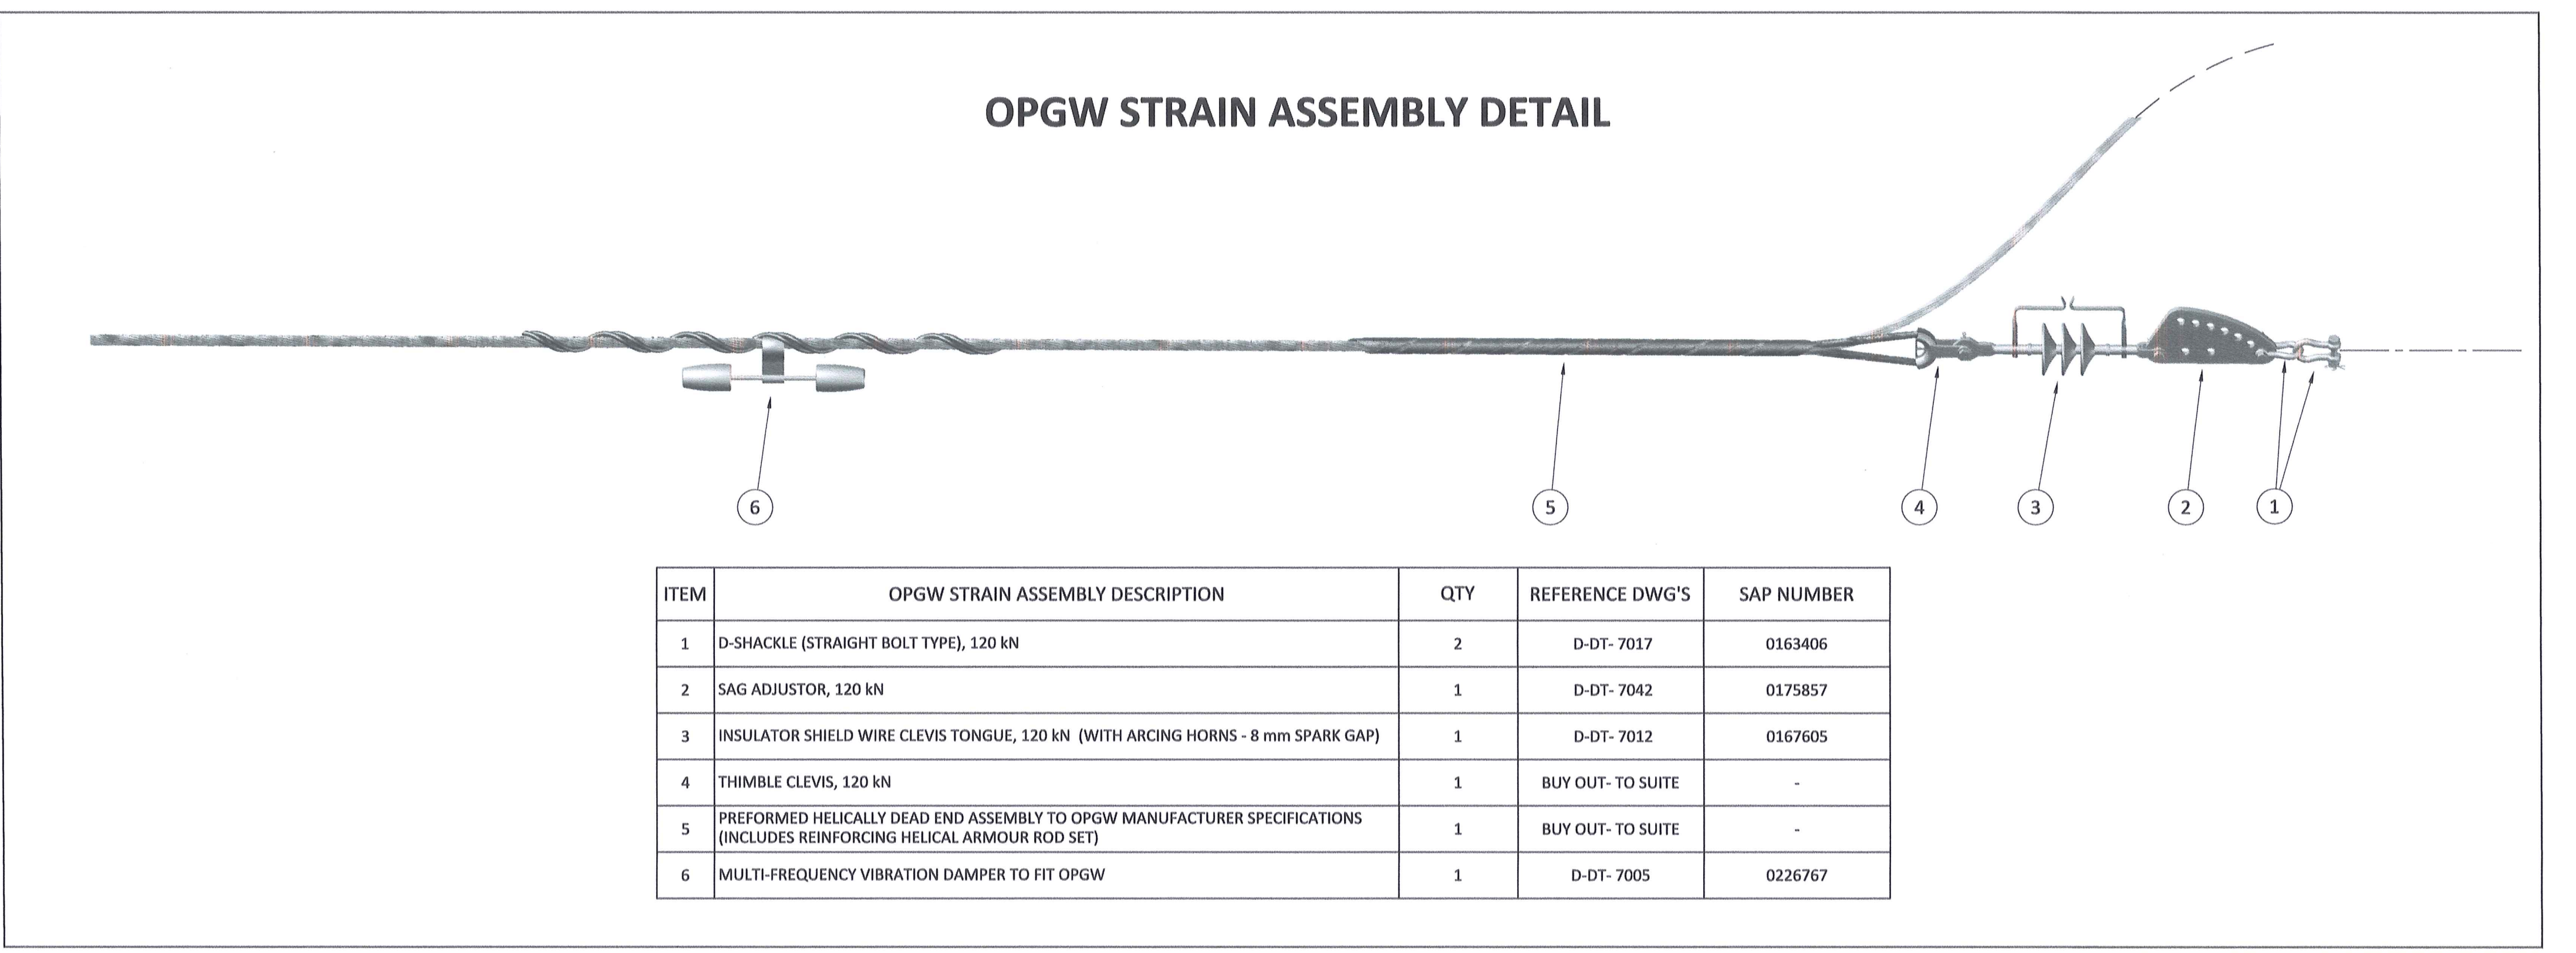 OPGW STRAIN ASSEMBLY DETAIL
6 5 4 3 2 1
ITEM OPGW STRAIN ASSEMBLY DESCRIPTION QTY REFERENCE DWG'S SAP NUMBER
1 D-SHACKLE (STRAIGHT BOLT TYPE), 120 kN 2 D-DT- 7017 0163406
2 SAG ADJUSTOR, 120 kN 1 D-DT- 7042 0175857
3 INSULATOR SHIELD WIRE CLEVIS TONGUE, 120 kN (WITH ARCING HORNS - 8 mm SPARK GAP) 1 D-DT- 7012 0167605
4 THIMBLE CLEVIS, 120 kN 1 BUY OUT- TO SUITE -
5 PREFORMED HELICALLY DEAD END ASSEMBLY TO OPGW MANUFACTURER SPECIFICATIONS
(INCLUDES REINFORCING HELICAL ARMOUR ROD SET) 1 BUY OUT- TO SUITE -
6 MULTI-FREQUENCY VIBRATION DAMPER TO FIT OPGW 1 D-DT- 7005 0226767